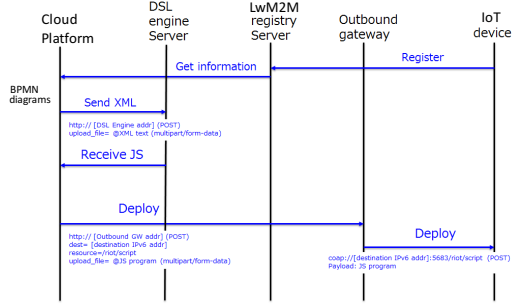 Cloud
Platform
DSL
engine
Server
LwM2M
registry
Server
Outbound
gateway
IoT
device
Register
Get information
BPMN
diagrams
Send XML
http:// [DSL Engine addr] (POST)
upload_file= @XML text (multipart/form-data)
Receive JS
Deploy
http:// [Outbound GW addr] (POST)
dest= [destination IPv6 addr]
resource=/riot/script
upload_file= @JS program (multipart/form-data)
Deploy
coap://[destination IPv6 addr]:5683/riot/script (POST)
Payload: JS program